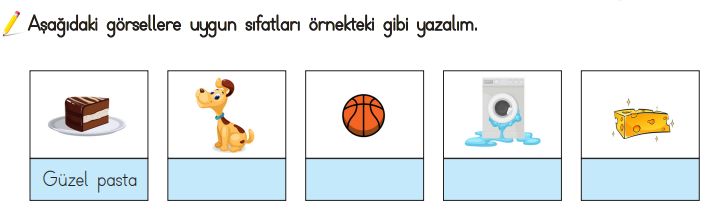 Aşağıdaki görsellere uygun sıfatları örnekteki gibi yazalım.
Güzel pasta